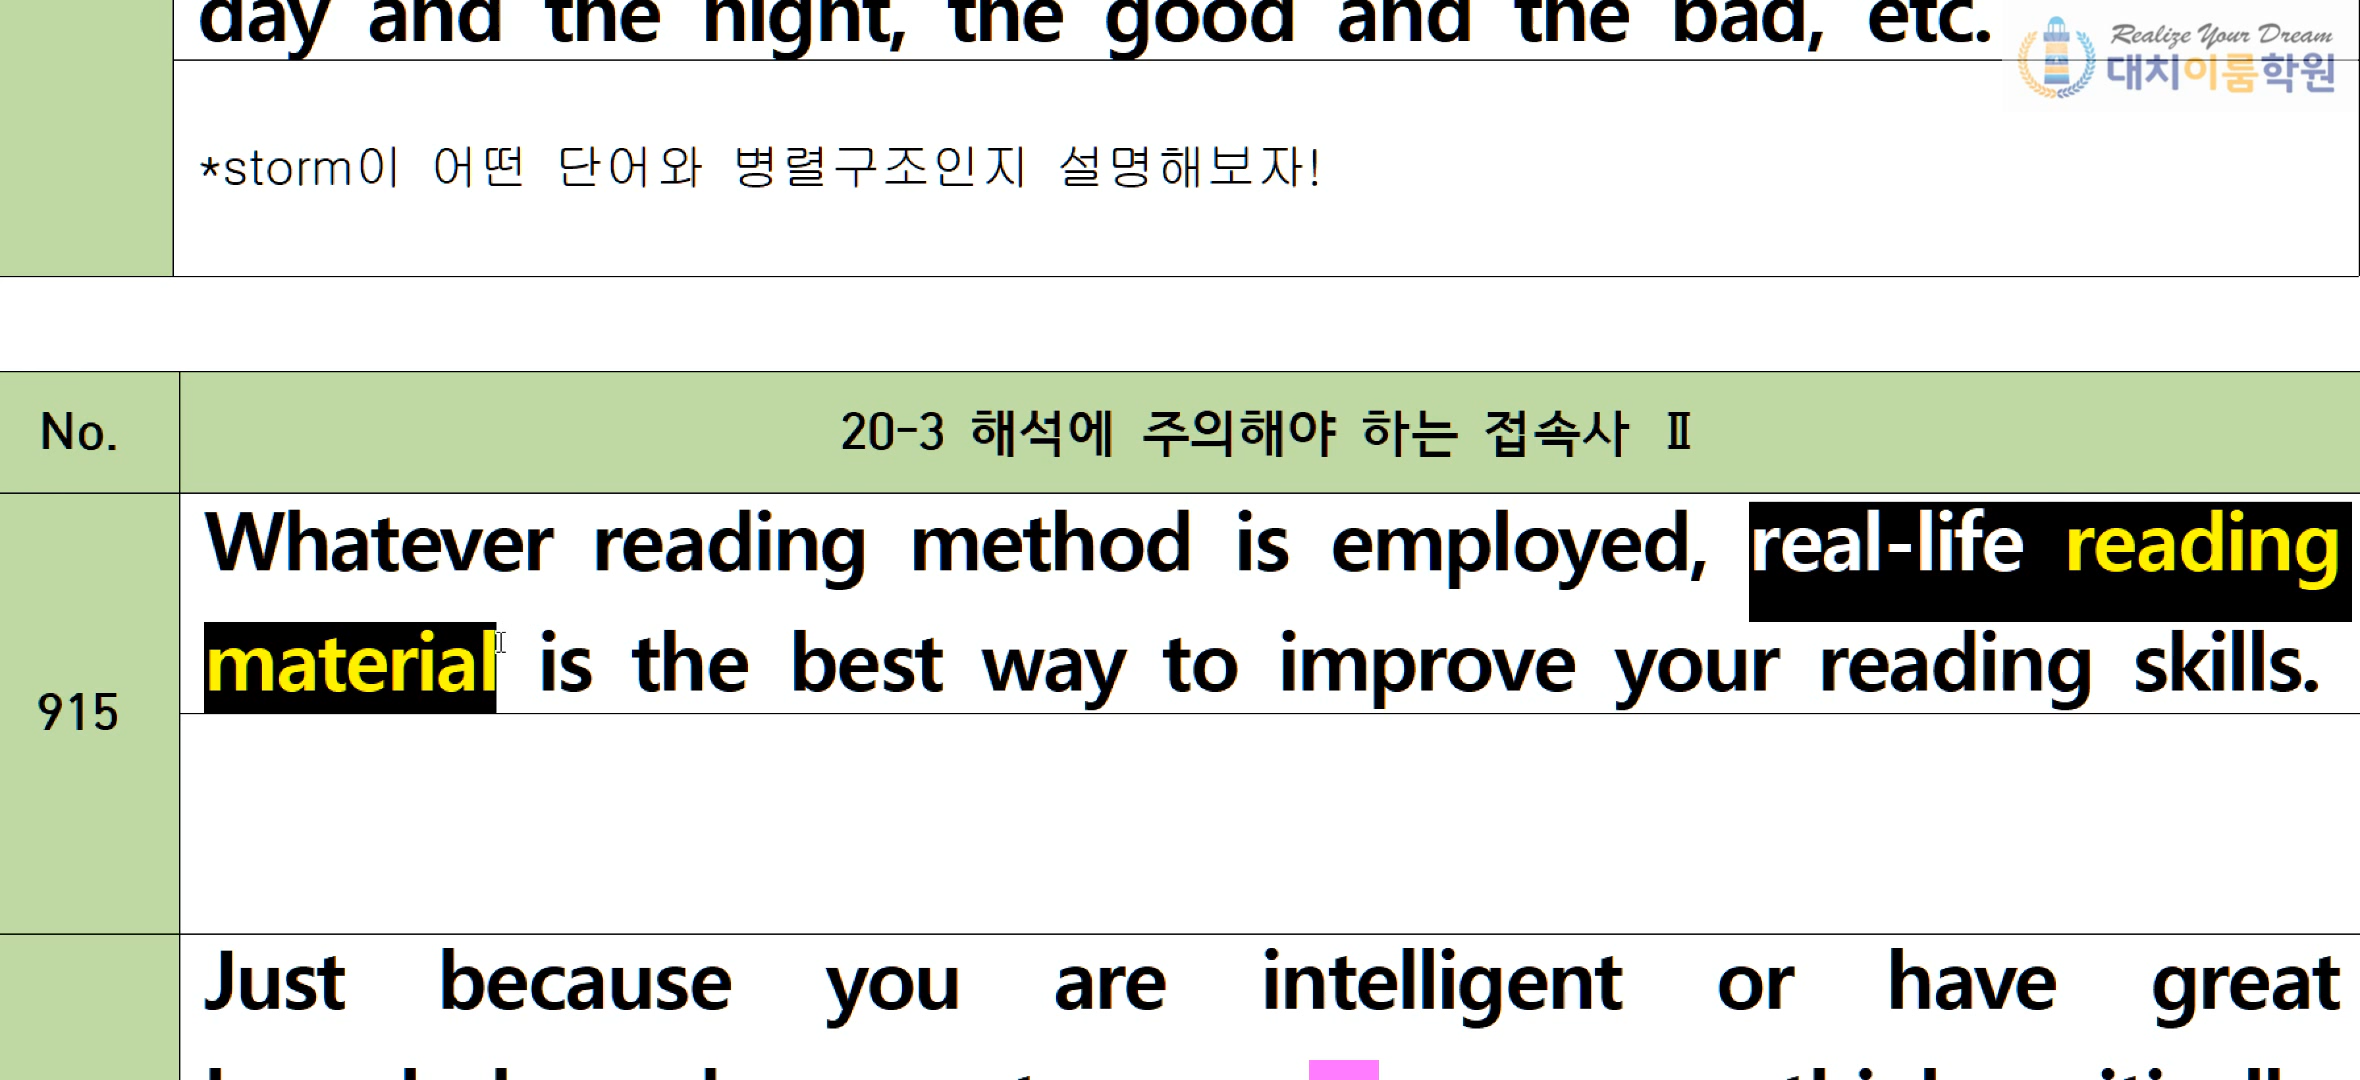 day and the night, the good and the bad, etc.
Realize Your Dream
대치이룸학원
*storm이 어떤 단어와 병렬구조인지 설명해보자!
No.
20-3 해석에 주의해야 하는 접속사 Ⅱ
Whatever reading method is employed, real-life reading
material is the best way to improve your reading skills.
915
Just because you are intelligent or have great